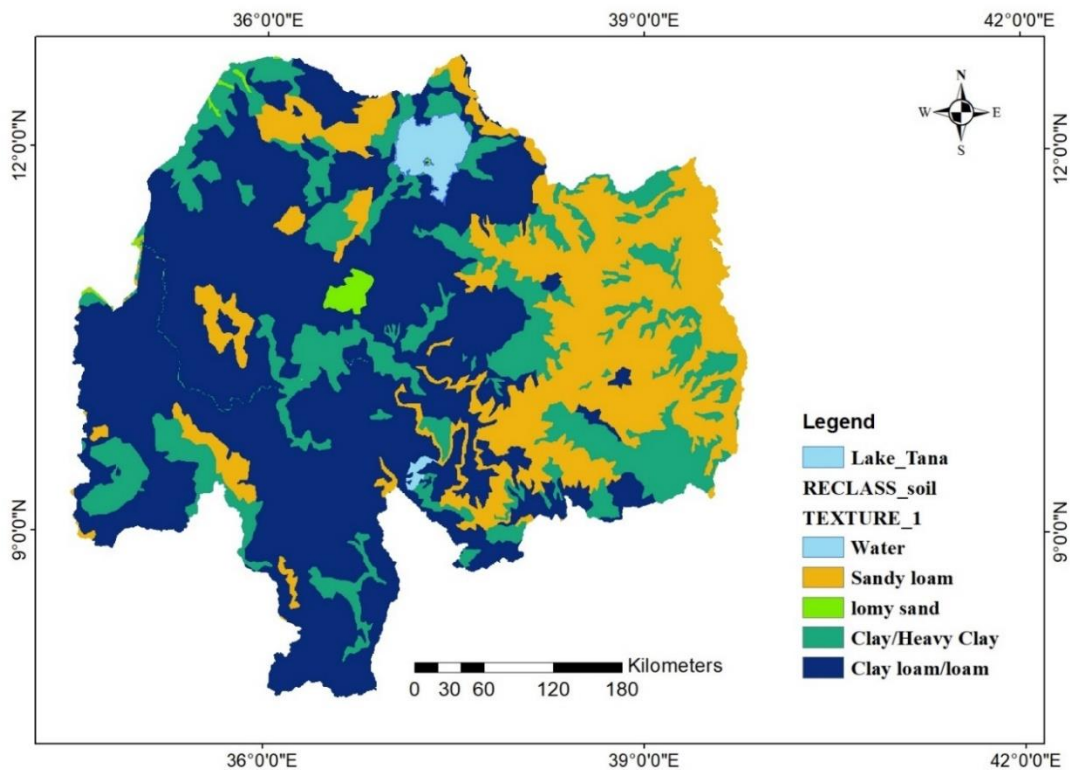 36°0'0"E 39°0'0"E 42°0'0"E
N
W E
S
12°0'0"N 12°0'0"N
Legend
Lake_Tana
RECLASS_soil
TEXTURE_1
9°0'0"N 9°0'0"N
Water
Sandy loam
lomy sand
Clay/Heavy Clay
Clay loam/loam
Kilometers
0 30 60 120 180
36°0'0"E 39°0'0"E 42°0'0"E